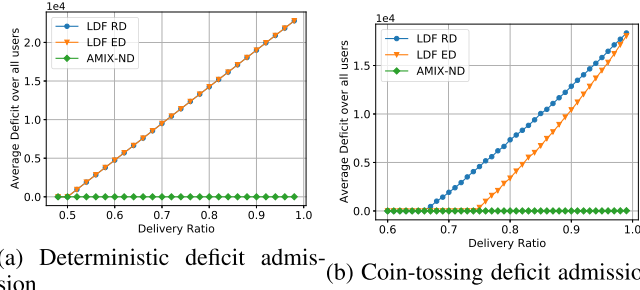 1e4
LDF RD
LDF ED
AMIX-ND
Average Deficit over all users
2.0
1.5
1.0
0.5
0.0
0.5 0.6 0.7 0.8 0.9 1.0
Delivery Ratio
(a) Deterministic deficit admis-
sion
1e4
LDF RD
LDF ED
AMIX-ND
Average Deficit over all users
1.5
1.0
0.5
0.0
0.6 0.7 0.8 0.9 1.0
Delivery Ratio
(b) Coin-tossing deficit admission